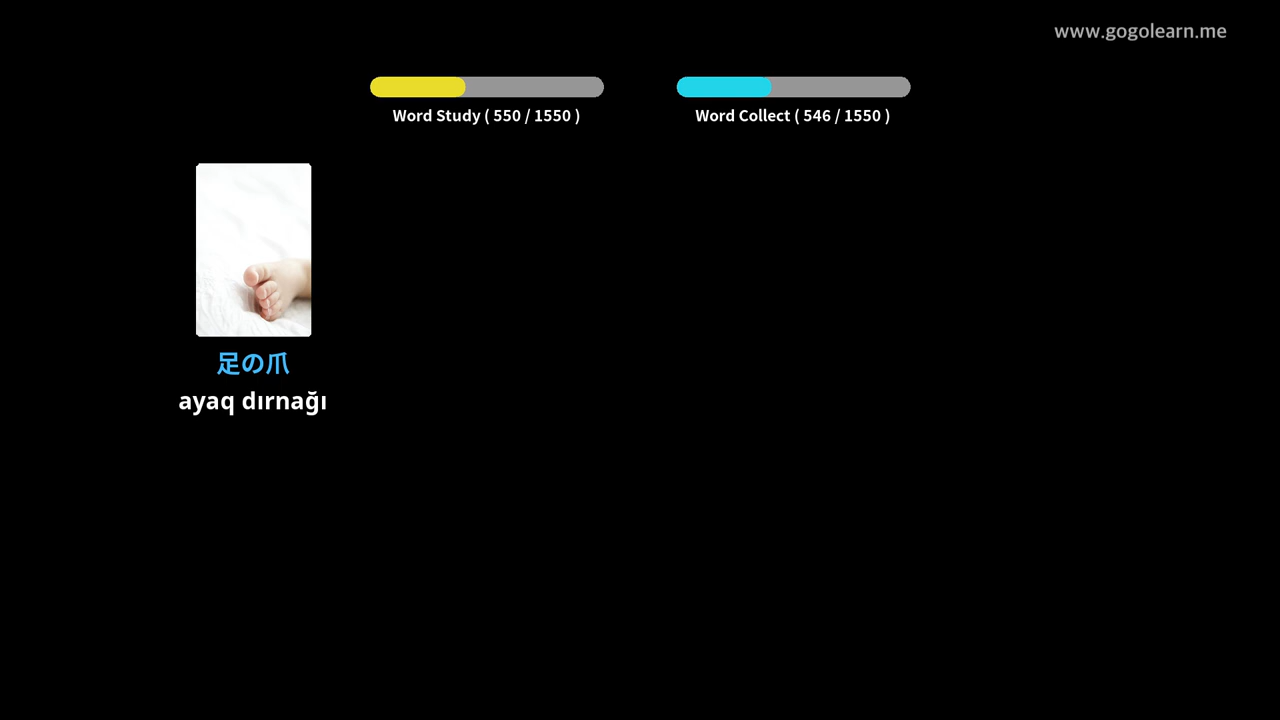 www.gogolearn.me
Word Study ( 550 / 1550 )
Word Collect ( 546 / 1550 )
足の爪
ayaq dırnağı